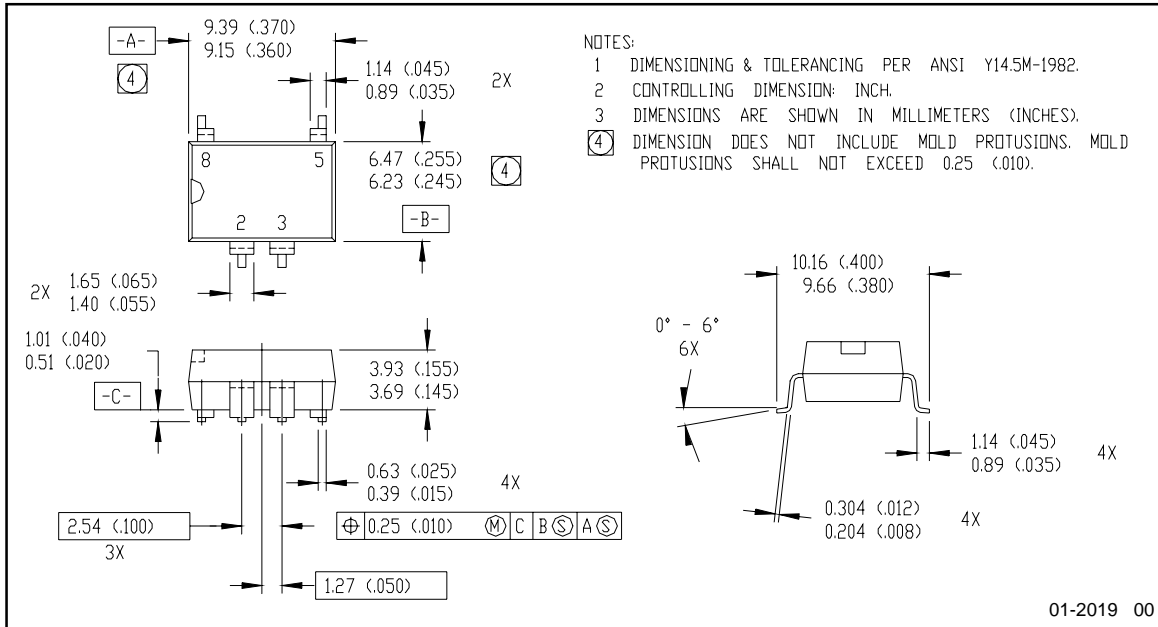 -A-
9.39 (.370)
9.15 (.360)
4
1.14 (.045)
0.89 (.035)
2X
8
5
6.47 (.255)
6.23 (.245)
4
-B-
2
3
2X
1.65 (.065)
1.40 (.055)
1.01 (.040)
0.51 (.020)
-C-
3.93 (.155)
3.69 (.145)
0.63 (.025)
0.39 (.015)
4X
2.54 (.100)
3X
⌖ 0.25 (.010) Ⓜ C B Ⓢ A Ⓢ
1.27 (.050)
NOTES:
1 DIMENSIONING & TOLERANCING PER ANSI Y14.5M-1982.
2 CONTROLLING DIMENSION: INCH.
3 DIMENSIONS ARE SHOWN IN MILLIMETERS (INCHES).
4 DIMENSION DOES NOT INCLUDE MOLD PROTUSIONS. MOLD
PROTUSIONS SHALL NOT EXCEED 0.25 (.010).
10.16 (.400)
9.66 (.380)
0° - 6°
6X
1.14 (.045)
0.89 (.035)
4X
0.304 (.012)
0.204 (.008)
4X
01-2019 00